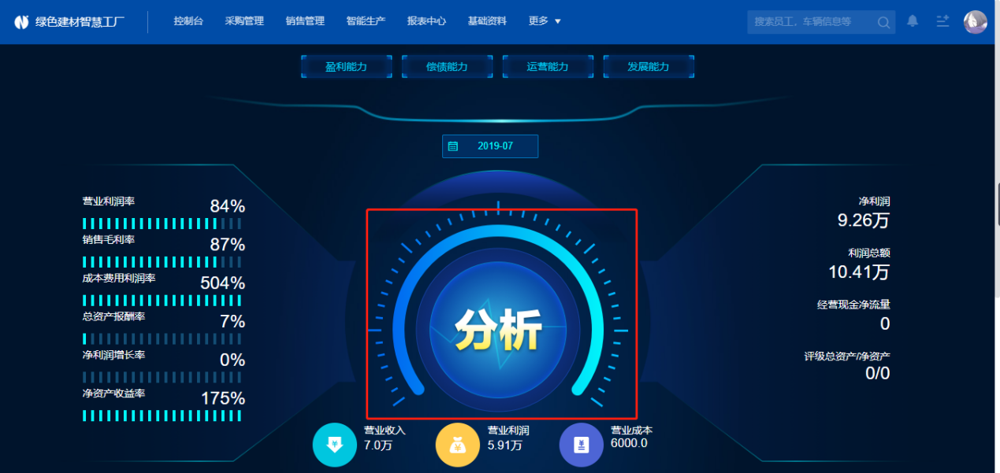 绿色建材智慧工厂
控制台 采购管理 销售管理 智能生产 报表中心 基础资料 更多
搜索员工，车辆信息等
盈利能力 偿债能力 运营能力 发展能力
2019-07
营业利润率 84%
销售毛利率 87%
成本费用利润率 504%
总资产报酬率 7%
净利润增长率 0%
净资产收益率 175%
分析
净利润
9.26万
利润总额
10.41万
经营现金净流量
0
评级总资产/净资产
0/0
营业收入
7.0万
营业利润
5.91万
营业成本
6000.0